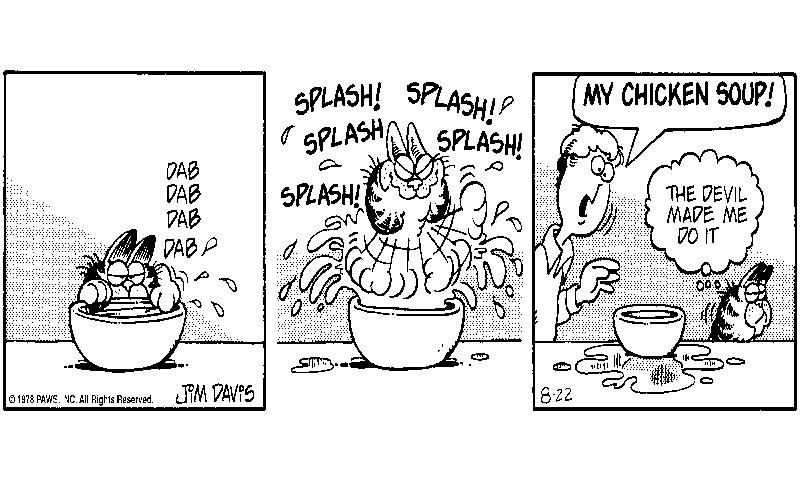 DAB
DAB
DAB
DAB
© 1978 PAWS, INC. All Rights Reserved.
JIM DAVIS
SPLASH!
SPLASH!
SPLASH
SPLASH!
SPLASH!
MY CHICKEN SOUP!
THE DEVIL
MADE ME
DO IT
8-22